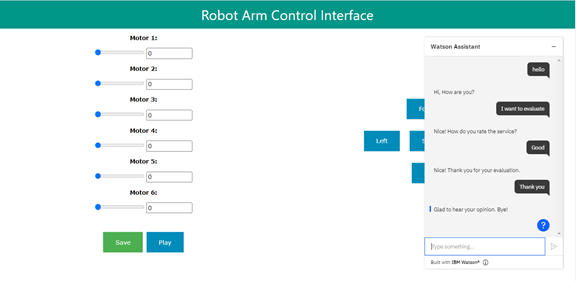 Robot Arm Control Interface
Motor 1:
0
Motor 2:
0
Motor 3:
0
Motor 4:
0
Motor 5:
0
Motor 6:
0
Save
Play
Left
Watson Assistant
hello
Hi, How are you?
I want to evaluate
Nice! How do you rate the service?
Good
Nice! Thank you for your evaluation.
Thank you
Glad to hear your opinion. Bye!
?
Type something...
Built with IBM Watson®